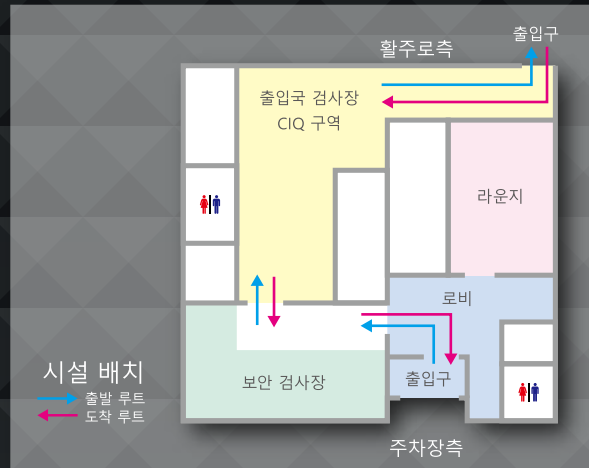 출입구
활주로측
출입국 검사장
CIQ 구역
라운지
로비
시설 배치
출발 루트
도착 루트
보안 검사장
출입구
주차장측